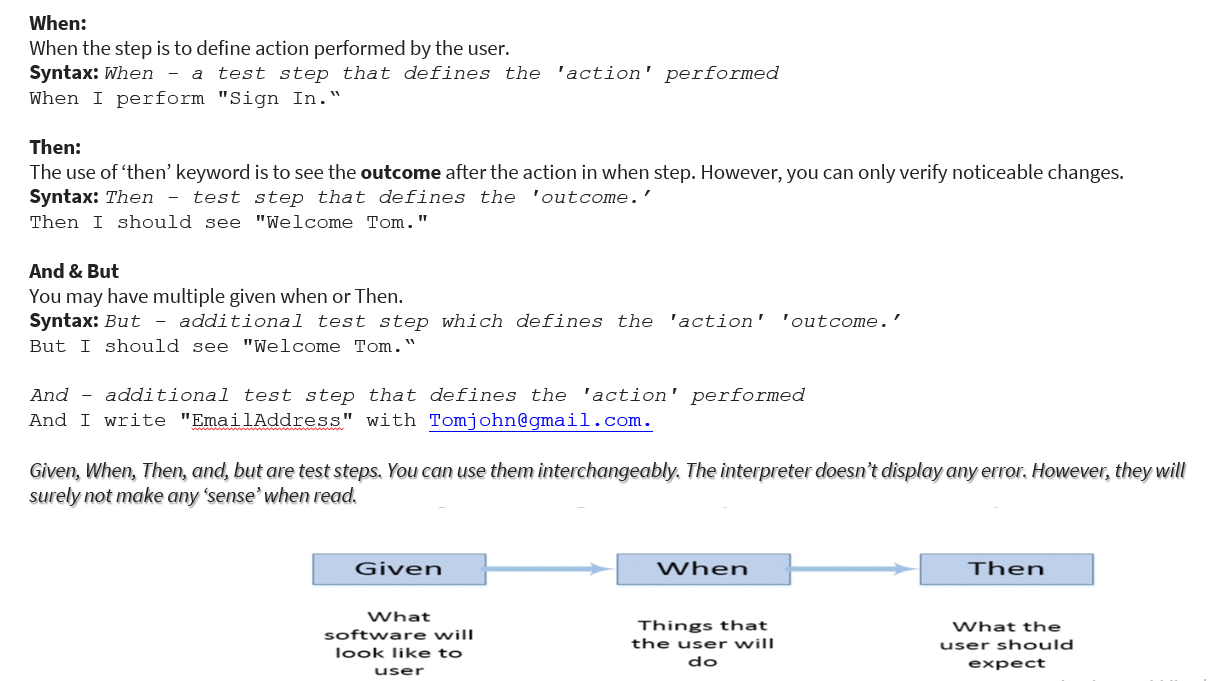 When:
When the step is to define action performed by the user.
Syntax: When – a test step that defines the 'action' performed
When I perform "Sign In.‟

Then:
The use of ‘then’ keyword is to see the outcome after the action in when step. However, you can only verify noticeable changes.
Syntax: Then – test step that defines the 'outcome.’
Then I should see "Welcome Tom."

And & But
You may have multiple given when or Then.
Syntax: But – additional test step which defines the 'action' 'outcome.’
But I should see "Welcome Tom.‟

And – additional test step that defines the 'action' performed
And I write "EmailAddress" with Tomjohn@gmail.com.

Given, When, Then, and, but are test steps. You can use them interchangeably. The interpreter doesn’t display any error. However, they will
surely not make any ‘sense’ when read.

Given
When
Then
What
software will
look like to
user
Things that
the user will
do
What the
user should
expect